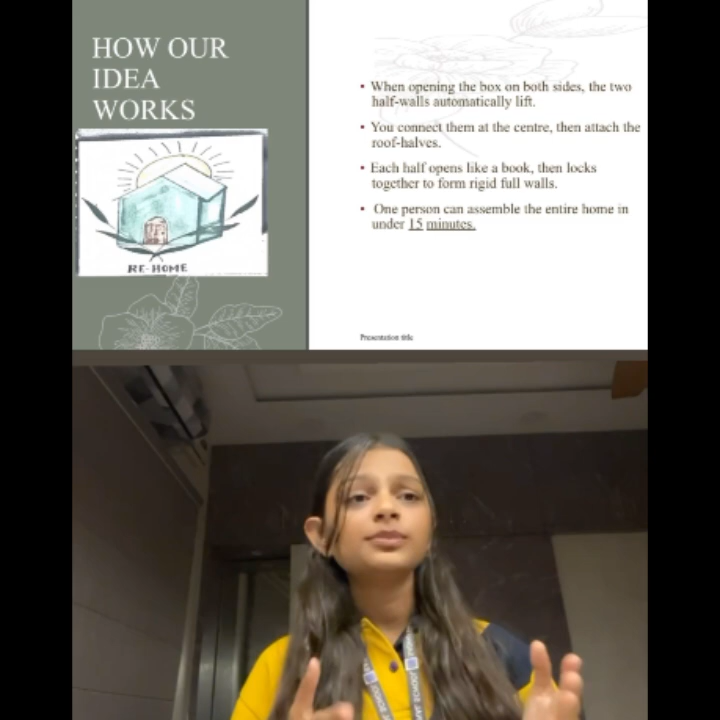 HOW OUR
IDEA
WORKS
RE-HOME
• When opening the box on both sides, the two
half-walls automatically lift.
• You connect them at the centre, then attach the
roof-halves.
• Each half opens like a book, then locks
together to form rigid full walls.
• One person can assemble the entire home in
under 15 minutes.
Presentation title